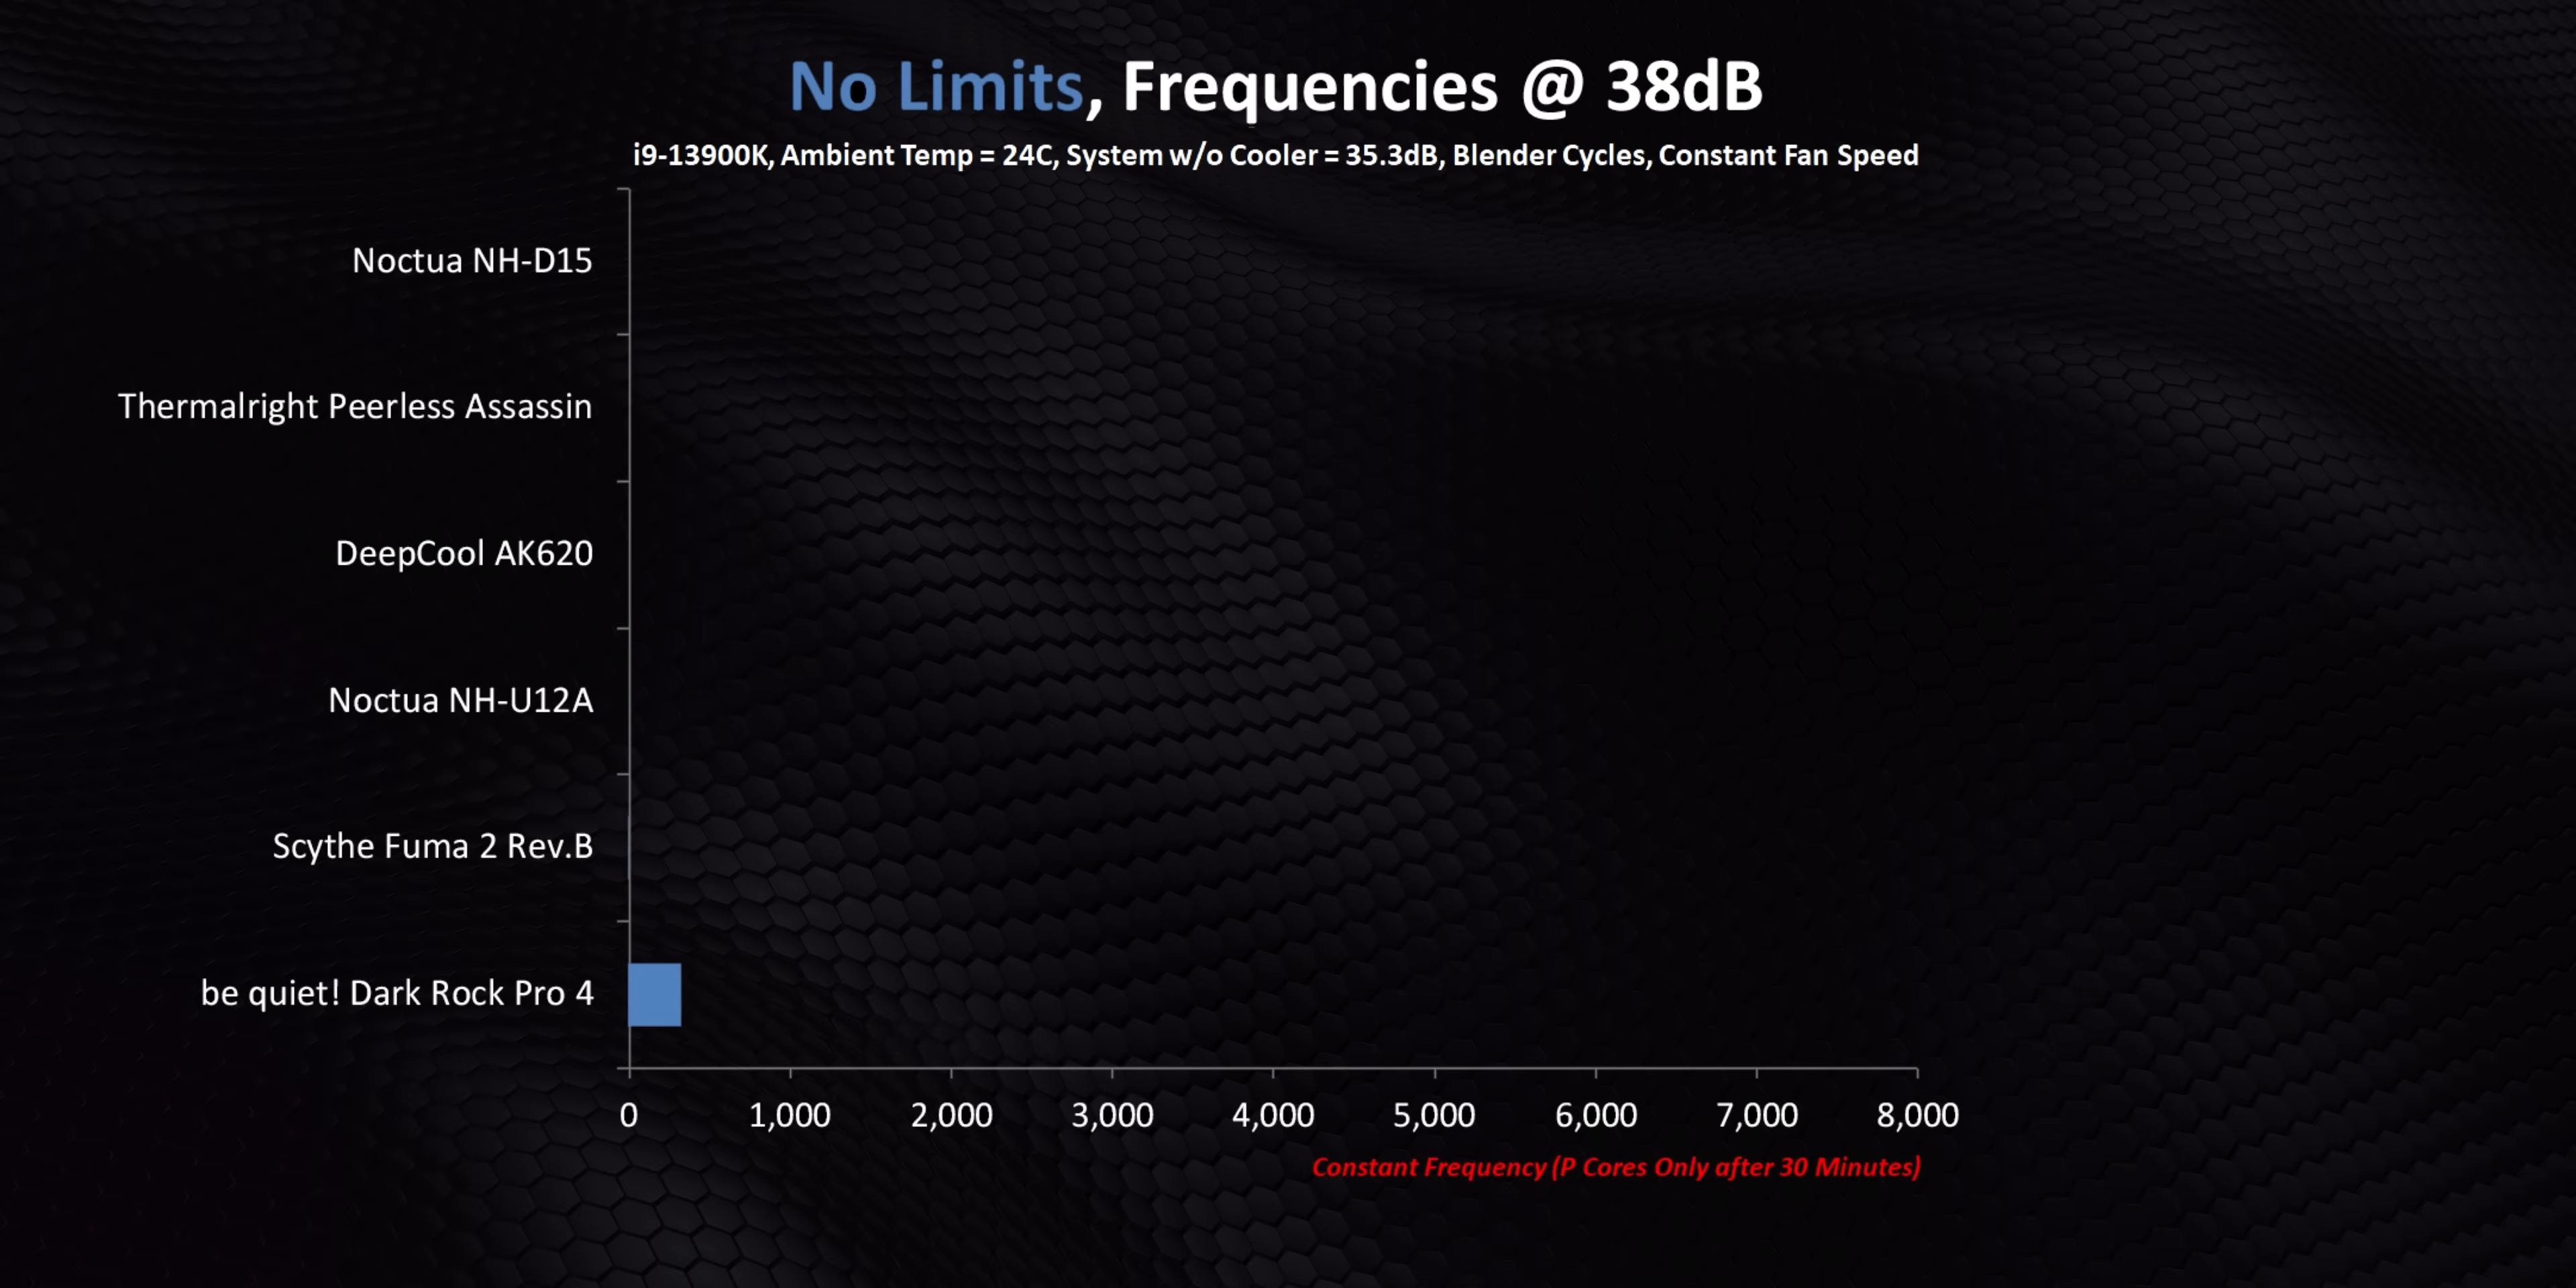 No Limits, Frequencies @ 38dB
i9-13900K, Ambient Temp = 24C, System w/o Cooler = 35.3dB, Blender Cycles, Constant Fan Speed
Noctua NH-D15
Thermalright Peerless Assassin
DeepCool AK620
Noctua NH-U12A
Scythe Fuma 2 Rev.B
be quiet! Dark Rock Pro 4
0 1,000 2,000 3,000 4,000 5,000 6,000 7,000 8,000
Constant Frequency (P Cores Only after 30 Minutes)